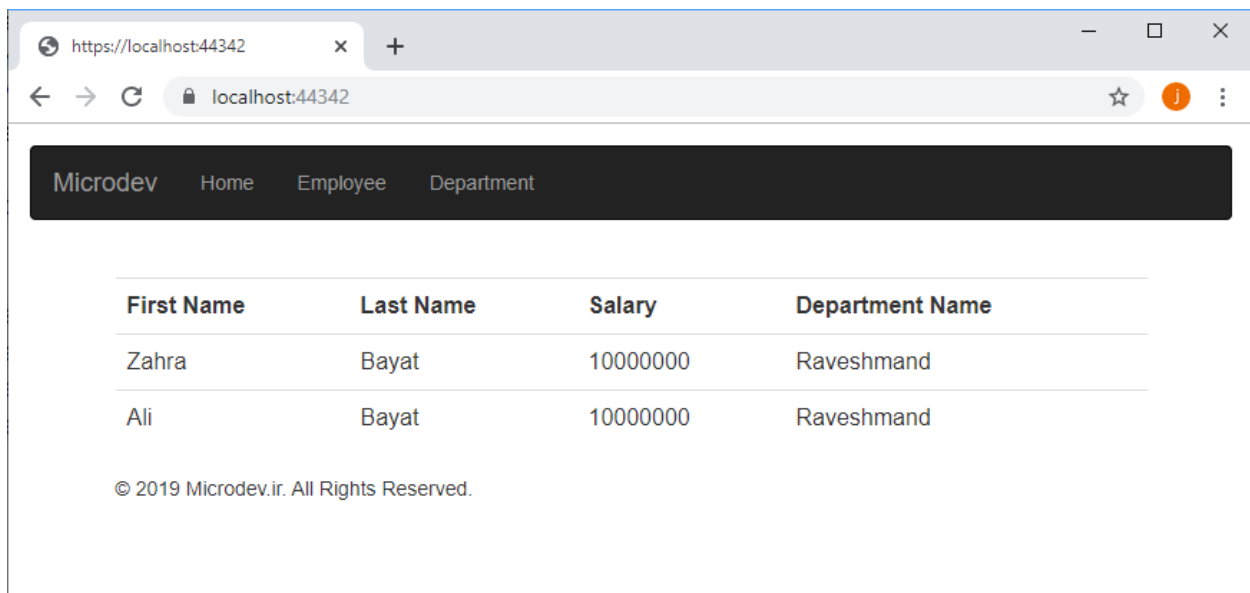 https://localhost:44342
localhost:44342
j
Microdev Home Employee Department
First Name Last Name Salary Department Name
Zahra Bayat 10000000 Raveshmand
Ali Bayat 10000000 Raveshmand
© 2019 Microdev.ir. All Rights Reserved.